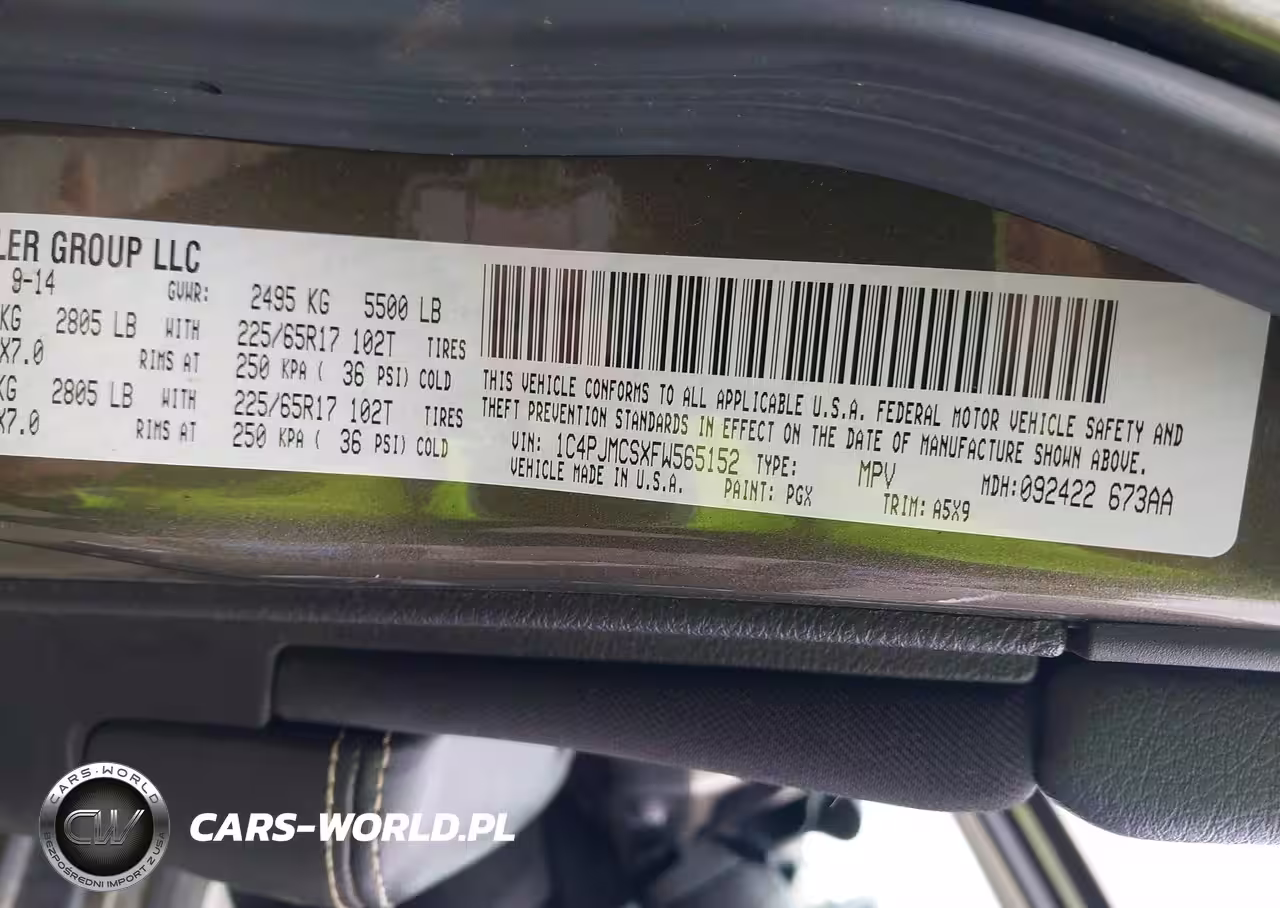 LER GROUP LLC
9-14 GVWR: 2495 KG 5500 LB
KG 2805 LB WITH 225/65R17 102T TIRES
X7.0 RIMS AT 250 KPA ( 36 PSI) COLD
KG 2805 LB WITH 225/65R17 102T TIRES
X7.0 RIMS AT 250 KPA ( 36 PSI) COLD
THIS VEHICLE CONFORMS TO ALL APPLICABLE U.S.A. FEDERAL MOTOR VEHICLE SAFETY AND
THEFT PREVENTION STANDARDS IN EFFECT ON THE DATE OF MANUFACTURE SHOWN ABOVE.
VIN: 1C4PJMCSXFW565152 TYPE: MPV MDH:092422 673AA
VEHICLE MADE IN U.S.A. PAINT: PGX TRIM: A5X9
CARS-WORLD
CW
BEZPOŚREDNI IMPORT Z USA
CARS-WORLD.PL